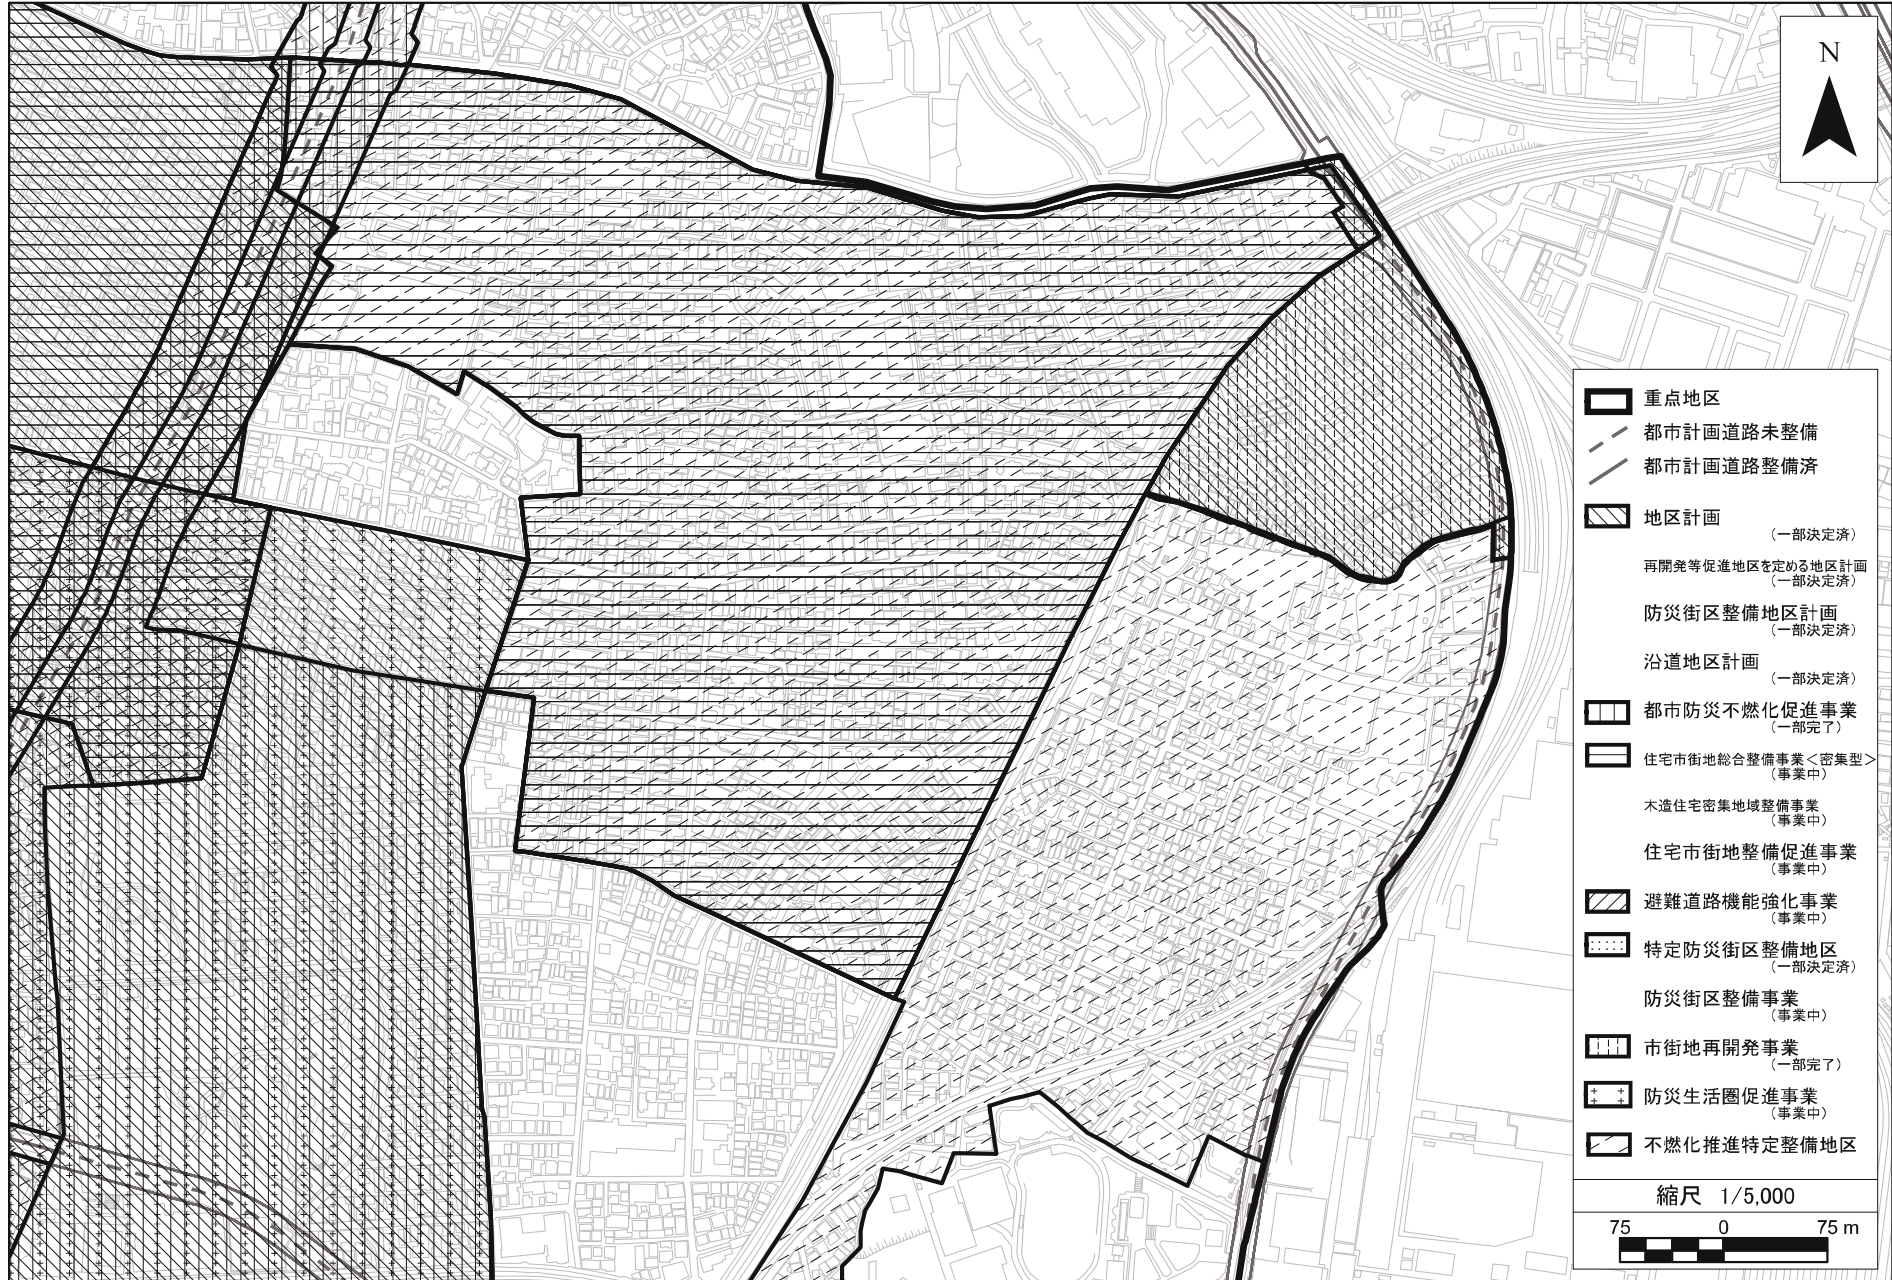 N
重点地区
都市計画道路未整備
都市計画道路整備済
地区計画
（一部決定済）
再開発等促進地区を定める地区計画
（一部決定済）
防災街区整備地区計画
（一部決定済）
沿道地区計画
（一部決定済）
都市防災不燃化促進事業
（一部完了）
住宅市街地総合整備事業＜密集型＞
（事業中）
木造住宅密集地域整備事業
（事業中）
住宅市街地整備促進事業
（事業中）
避難道路機能強化事業
（事業中）
特定防災街区整備地区
（一部決定済）
防災街区整備事業
（事業中）
市街地再開発事業
（一部完了）
防災生活圏促進事業
（事業中）
不燃化推進特定整備地区
縮尺 1/5,000
75 0 75 m